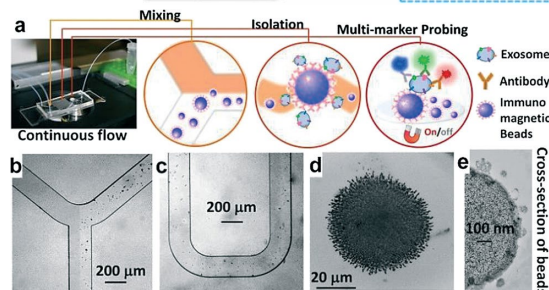 a
Mixing
Isolation
Multi-marker Probing
Continuous flow
On/off
Exosome
Antibody
Immuno
magnetic
Beads
b
200 µm
c
200 µm
d
20 µm
e
100 nm
Cross-section of beads